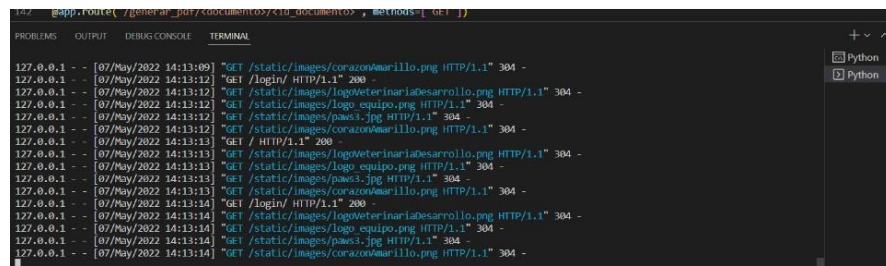 142 @app.route( /generar_pdf/<documento>/<id_documento> , methods=[ GET ])
PROBLEMS OUTPUT DEBUG CONSOLE TERMINAL
Python
Python
127.0.0.1 - - [07/May/2022 14:13:09] "GET /static/images/corazonAmarillo.png HTTP/1.1" 304 -
127.0.0.1 - - [07/May/2022 14:13:12] "GET /login/ HTTP/1.1" 200 -
127.0.0.1 - - [07/May/2022 14:13:12] "GET /static/images/logoVeterinariaDesarrollo.png HTTP/1.1" 304 -
127.0.0.1 - - [07/May/2022 14:13:12] "GET /static/images/logo_equipo.png HTTP/1.1" 304 -
127.0.0.1 - - [07/May/2022 14:13:12] "GET /static/images/paws3.jpg HTTP/1.1" 304 -
127.0.0.1 - - [07/May/2022 14:13:12] "GET /static/images/corazonAmarillo.png HTTP/1.1" 304 -
127.0.0.1 - - [07/May/2022 14:13:13] "GET / HTTP/1.1" 200 -
127.0.0.1 - - [07/May/2022 14:13:13] "GET /static/images/logoVeterinariaDesarrollo.png HTTP/1.1" 304 -
127.0.0.1 - - [07/May/2022 14:13:13] "GET /static/images/logo_equipo.png HTTP/1.1" 304 -
127.0.0.1 - - [07/May/2022 14:13:13] "GET /static/images/paws3.jpg HTTP/1.1" 304 -
127.0.0.1 - - [07/May/2022 14:13:13] "GET /static/images/corazonAmarillo.png HTTP/1.1" 304 -
127.0.0.1 - - [07/May/2022 14:13:14] "GET /login/ HTTP/1.1" 200 -
127.0.0.1 - - [07/May/2022 14:13:14] "GET /static/images/logoVeterinariaDesarrollo.png HTTP/1.1" 304 -
127.0.0.1 - - [07/May/2022 14:13:14] "GET /static/images/logo_equipo.png HTTP/1.1" 304 -
127.0.0.1 - - [07/May/2022 14:13:14] "GET /static/images/paws3.jpg HTTP/1.1" 304 -
127.0.0.1 - - [07/May/2022 14:13:14] "GET /static/images/corazonAmarillo.png HTTP/1.1" 304 -